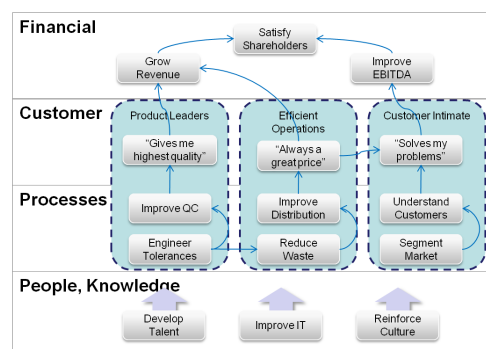 Financial
Satisfy
Shareholders
Grow
Revenue
Improve
EBITDA
Customer
Product Leaders
Efficient
Operations
Customer Intimate
“Gives me
highest quality”
“Always a
great price”
“Solves my
problems”
Processes
Improve QC
Improve
Distribution
Understand
Customers
Engineer
Tolerances
Reduce
Waste
Segment
Market
People, Knowledge
Develop
Talent
Improve IT
Reinforce
Culture